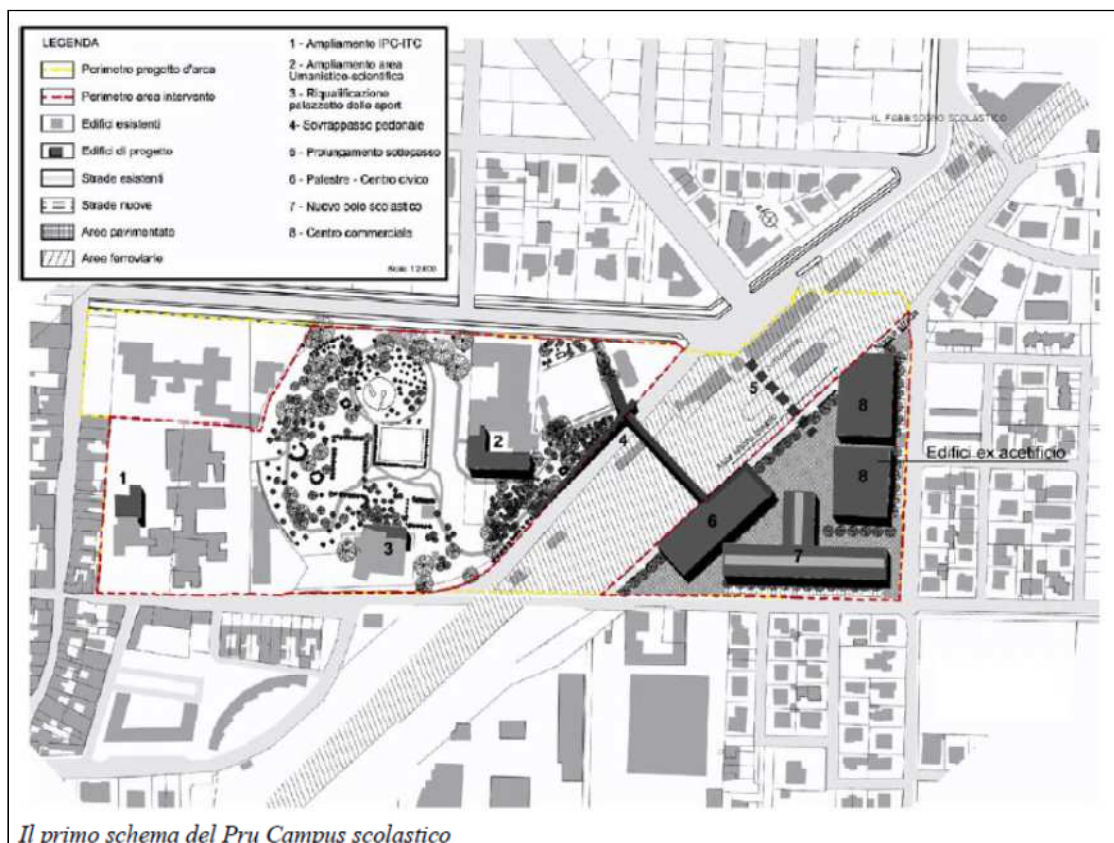 LEGENDA
Perimetro progetto d'area
Perimetro area intervento
Edifici esistenti
Edifici di progetto
Strade esistenti
Strade nuove
Aree pavimentate
Aree ferroviarie
1 - Ampliamento IPC-ITC
2 - Ampliamento area
Umanistico-scientifica
3 - Riqualificazione
palazzetto dello sport
4- Sovrappasso pedonale
5 - Prolungamento sottopasso
6 - Palestre - Centro civico
7 - Nuovo polo scolastico
8 - Centro commerciale
IL FABBISOGNO SCOLASTICO
1
2
3
4
5
6
7
8
8
Edifici ex acetificio
Il primo schema del Pru Campus scolastico